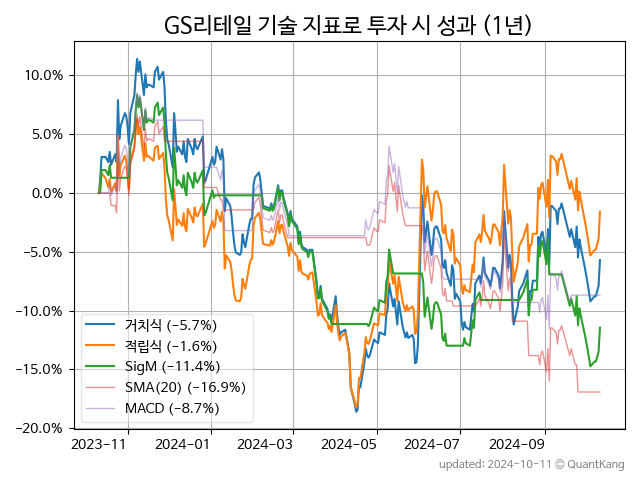 GS리테일 기술 지표로 투자 시 성과 (1년)
10.0%
5.0%
0.0%
−5.0%
−10.0%
−15.0%
−20.0%
거치식 (−5.7%)
적립식 (−1.6%)
SigM (−11.4%)
SMA(20) (−16.9%)
MACD (−8.7%)
2023−11 2024−01 2024−03 2024−05 2024−07 2024−09
updated: 2024-10-11 © QuantKang